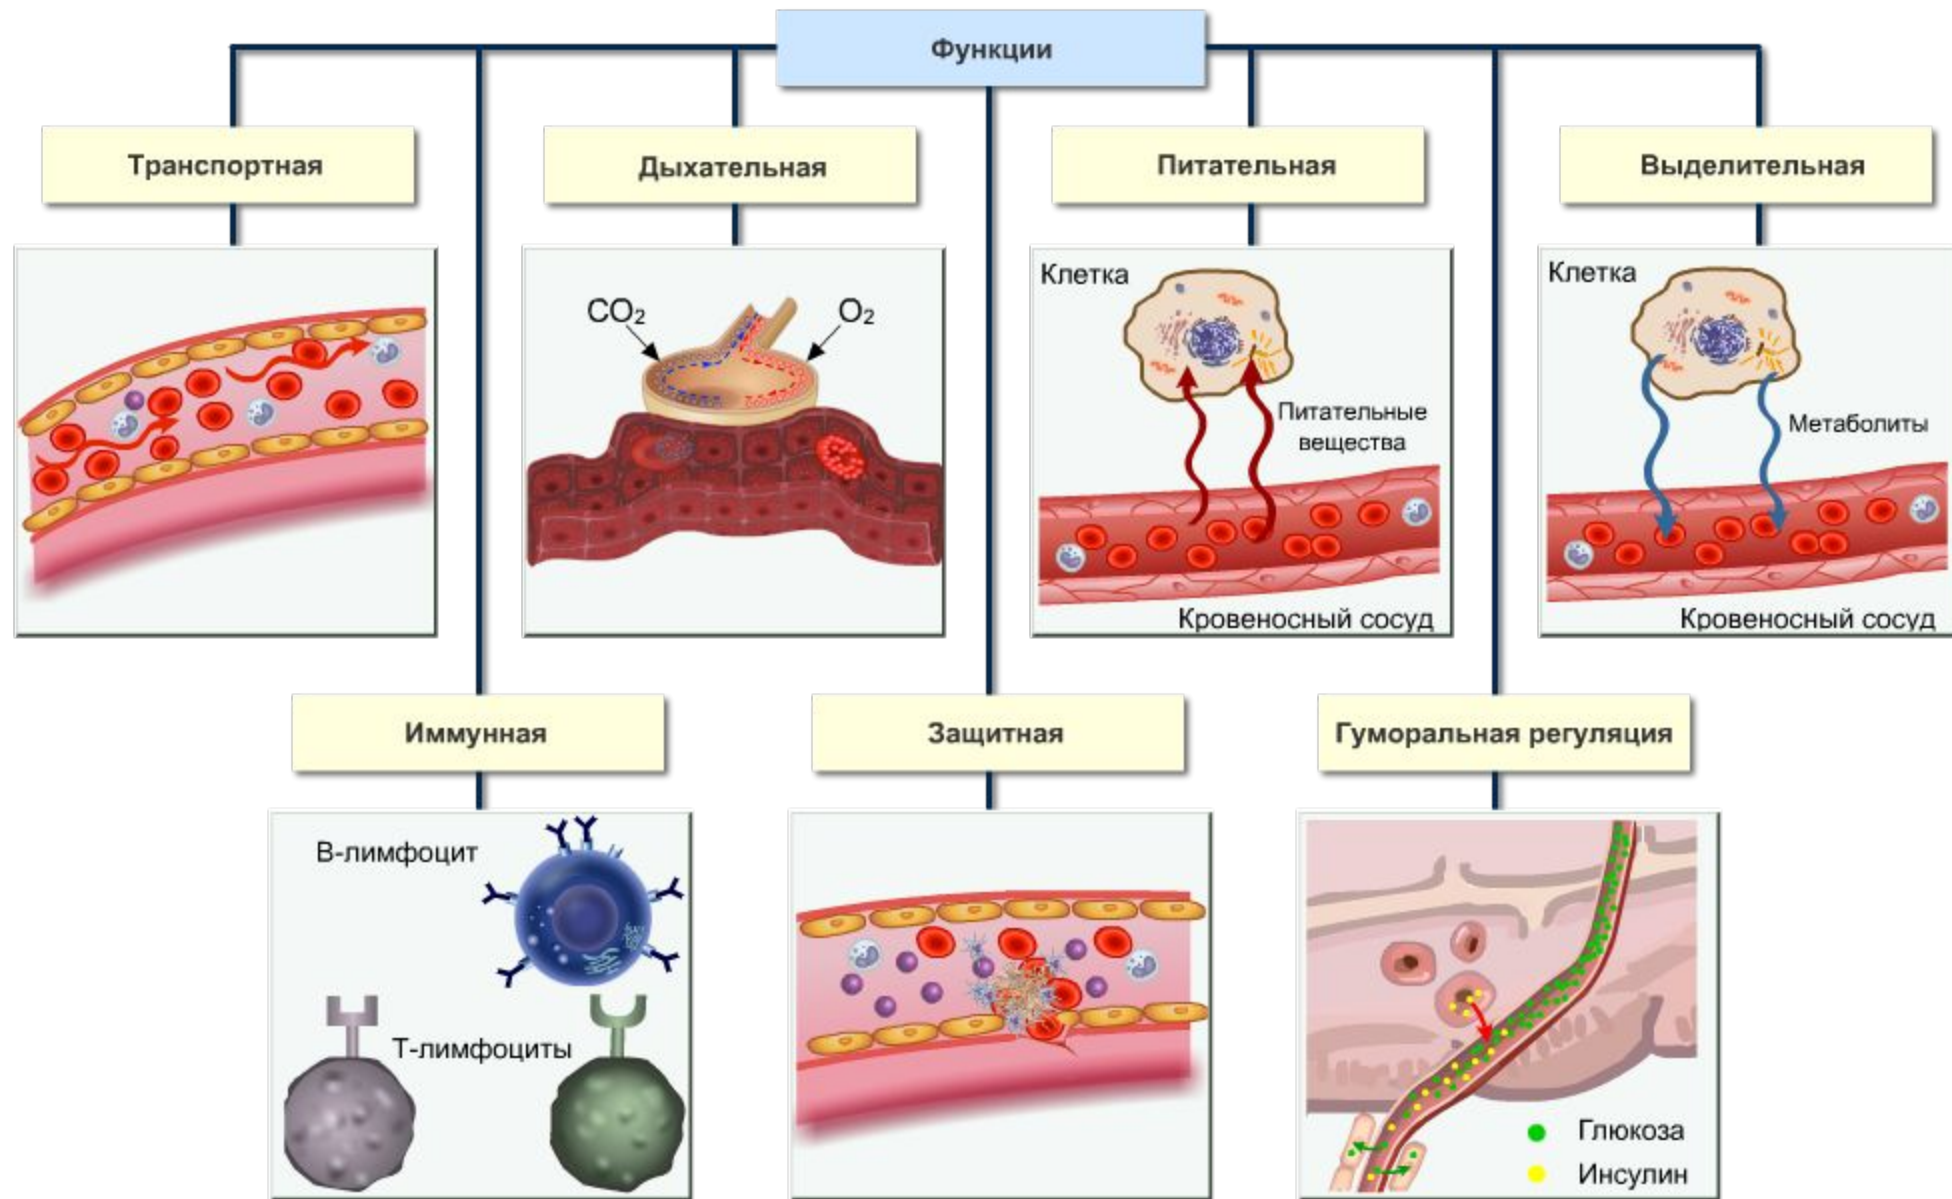 Функции
Транспортная
Дыхательная
Питательная
Выделительная
CO₂
O₂
Клетка
Питательные
вещества
Кровеносный сосуд
Клетка
Метаболиты
Кровеносный сосуд
Иммунная
Защитная
Гуморальная регуляция
В-лимфоцит
Т-лимфоциты
Глюкоза
Инсулин